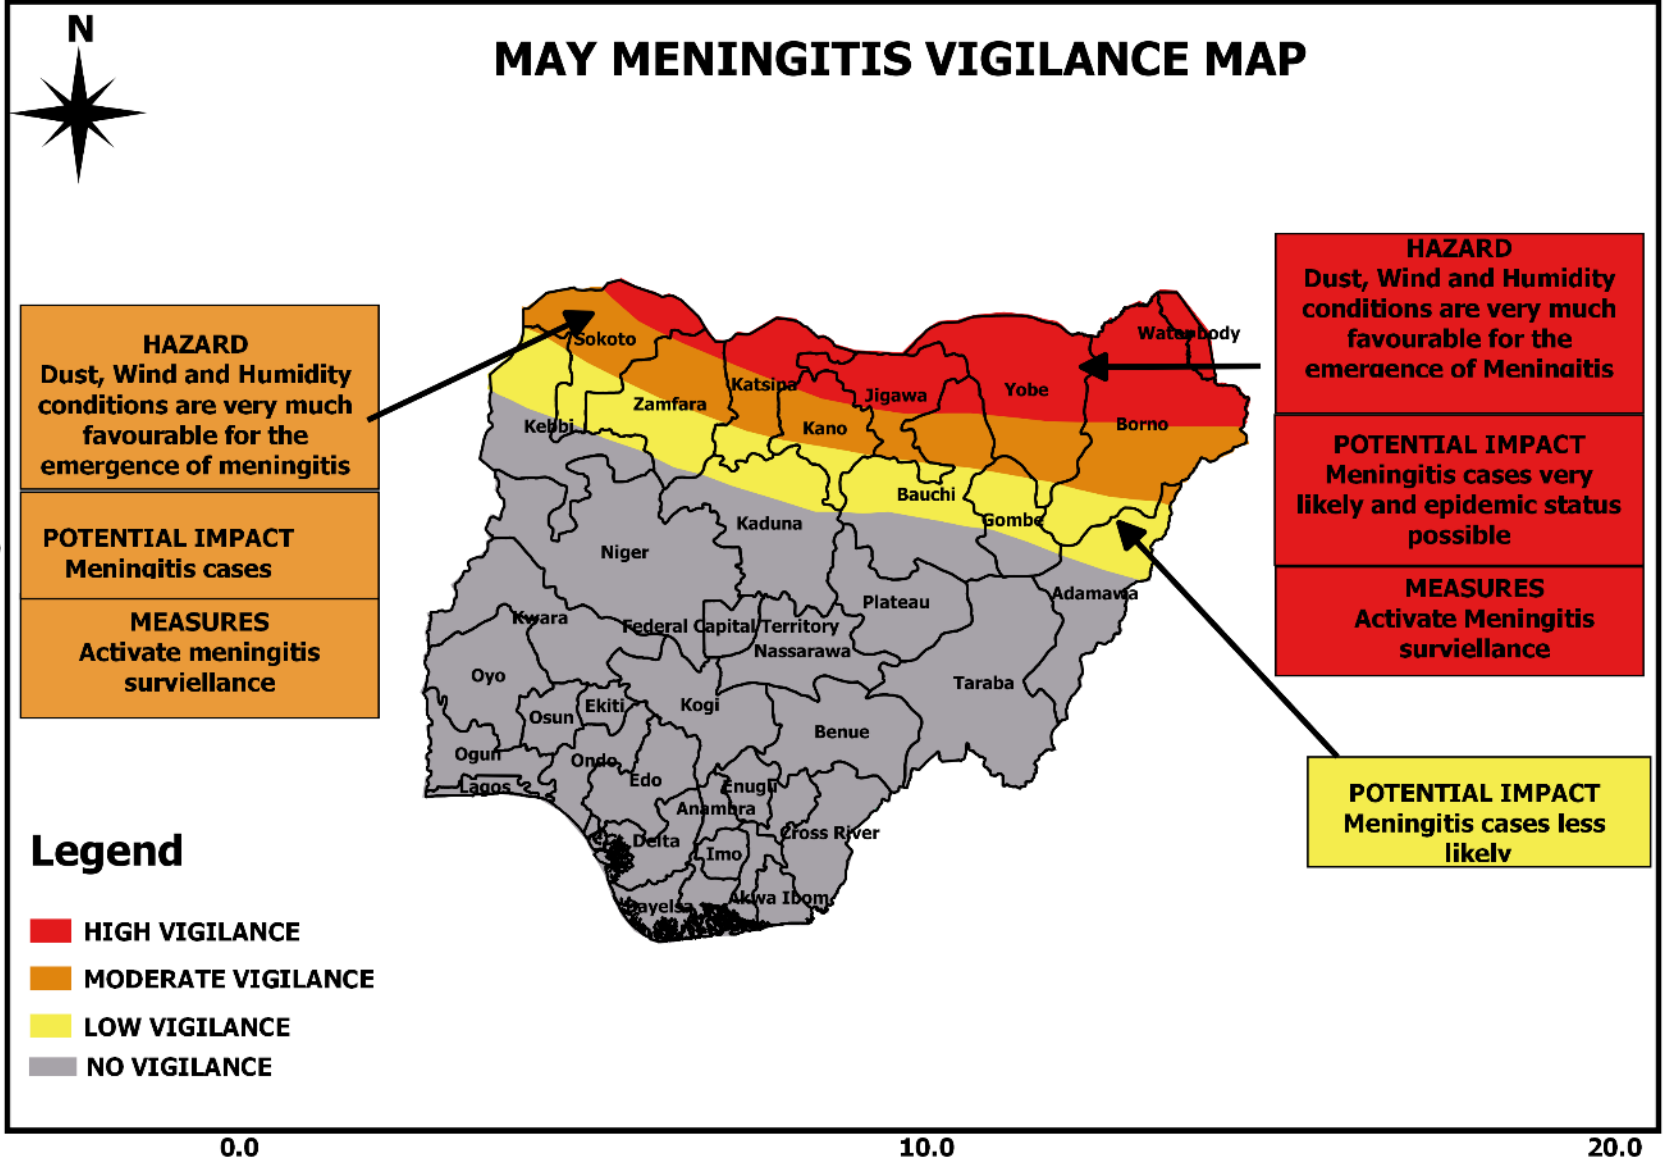 N
MAY MENINGITIS VIGILANCE MAP
HAZARD
Dust, Wind and Humidity
conditions are very much
favourable for the
emergence of meningitis
POTENTIAL IMPACT
Meningitis cases
MEASURES
Activate meningitis
surviellance
HAZARD
Dust, Wind and Humidity
conditions are very much
favourable for the
emergence of Meningitis
POTENTIAL IMPACT
Meningitis cases very
likely and epidemic status
possible
MEASURES
Activate Meningitis
surviellance
POTENTIAL IMPACT
Meningitis cases less
likely
Waterbody
Sokoto
Katsina
Jigawa
Yobe
Zamfara
Kebbi
Kano
Borno
Bauchi
Gombe
Kaduna
Niger
Adamawa
Plateau
Kwara
Federal Capital Territory
Nassarawa
Oyo
Taraba
Ekiti
Kogi
Osun
Benue
Ogun
Ondo
Edo
Lagos
Enugu
Anambra
Cross River
Delta
Imo
Akwa Ibom
Bayelsa
Legend
HIGH VIGILANCE
MODERATE VIGILANCE
LOW VIGILANCE
NO VIGILANCE
0.0
10.0
20.0